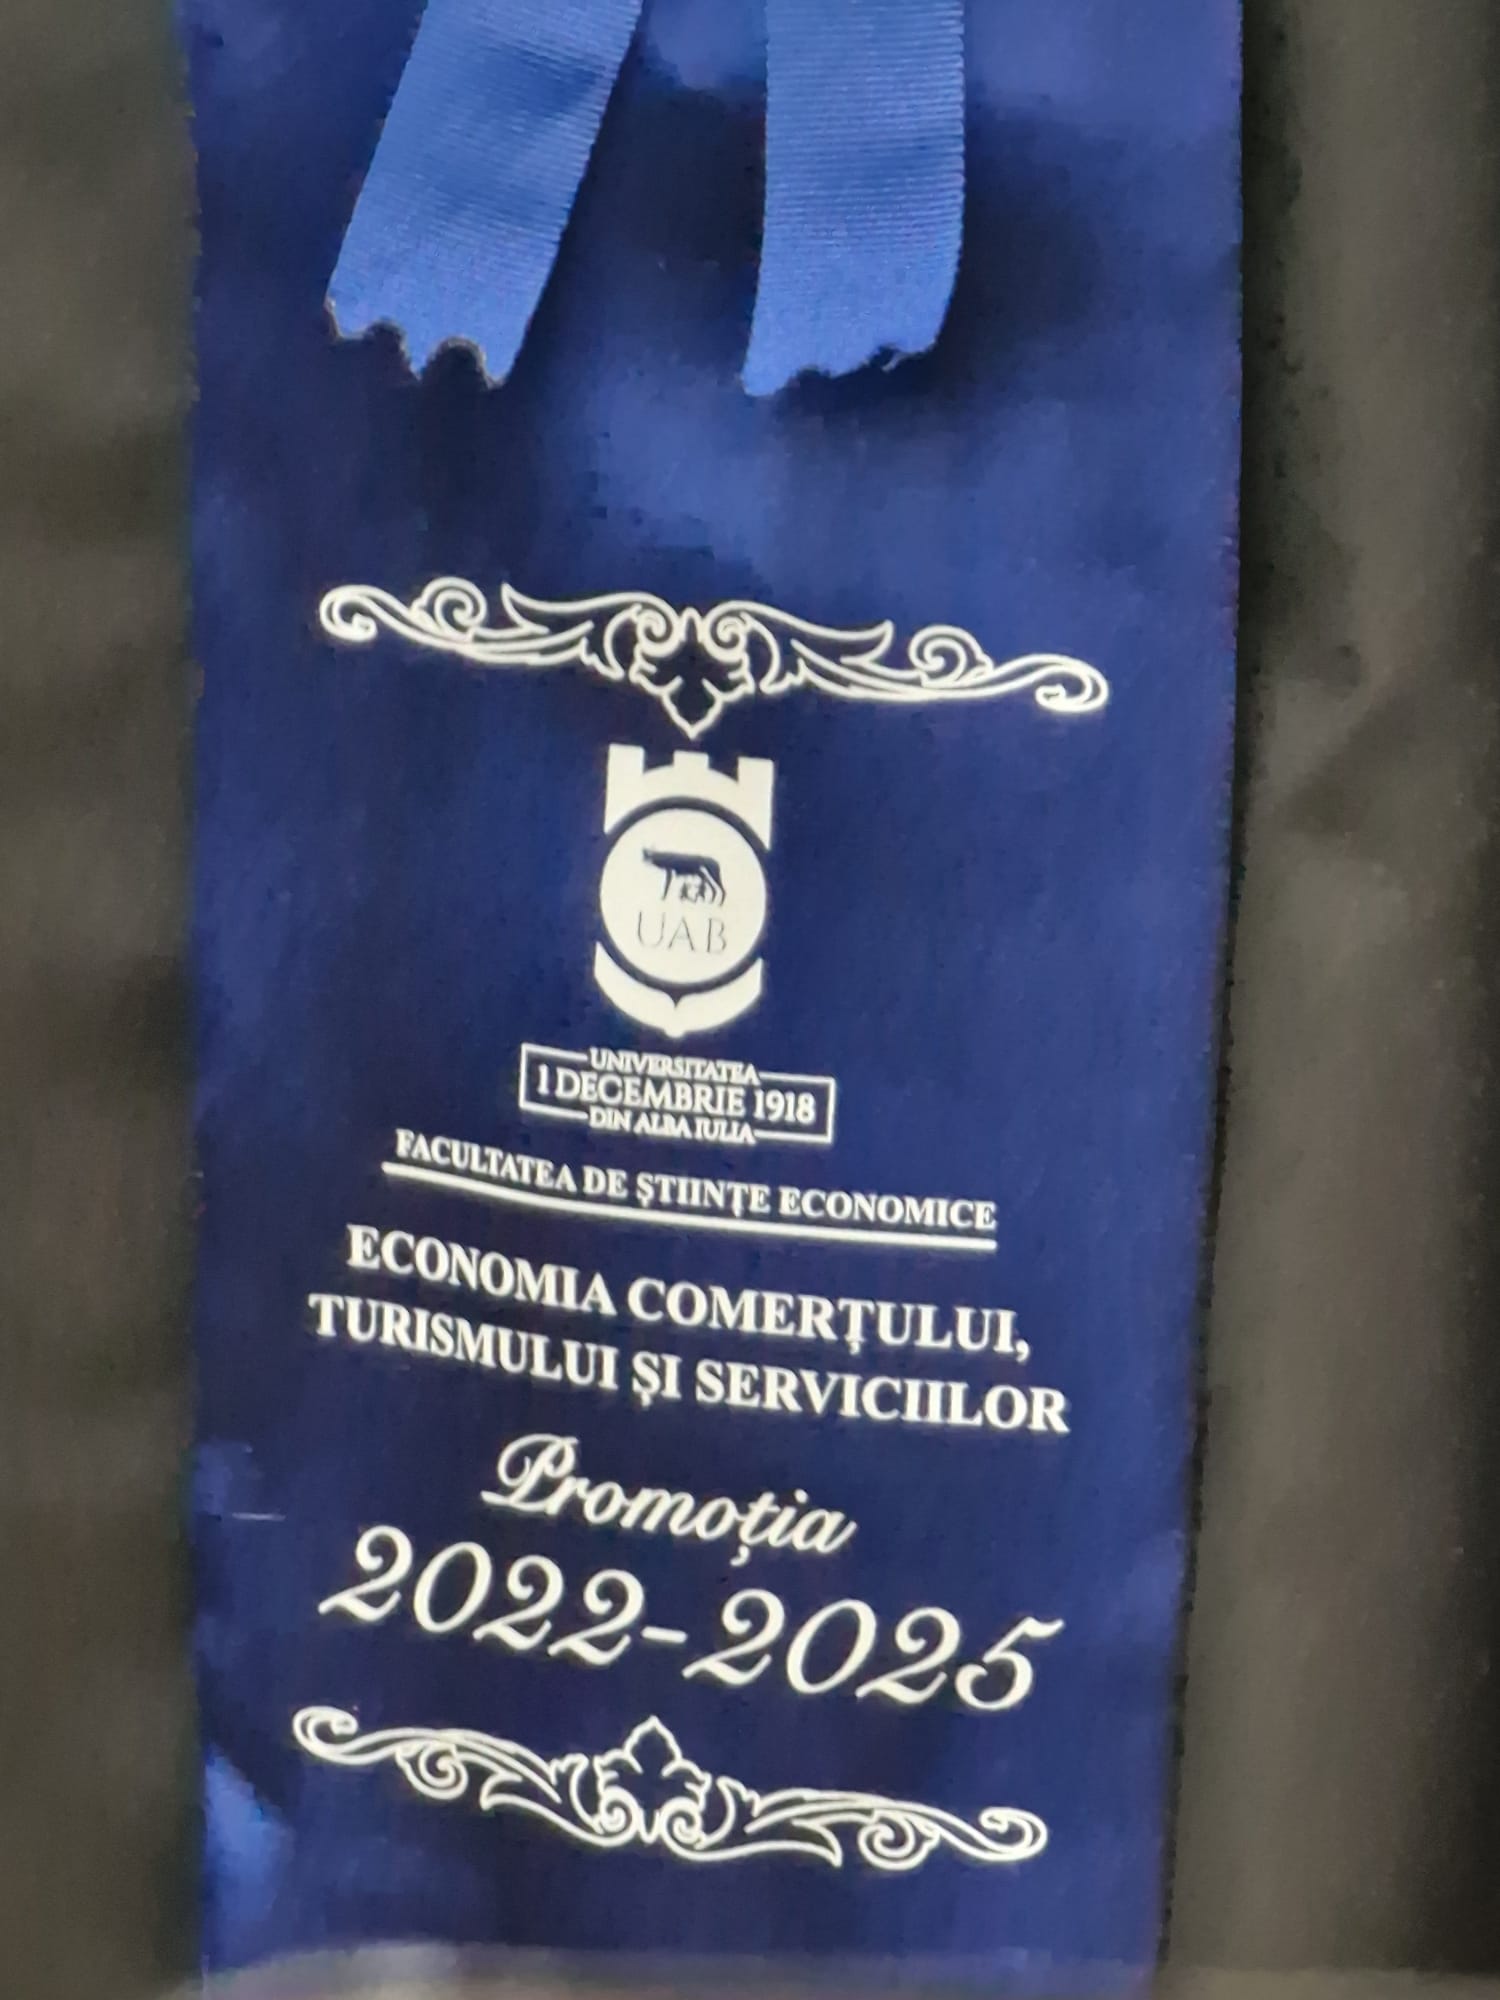 UAB
UNIVERSITATEA
1 DECEMBRIE 1918
DIN ALBA IULIA
FACULTATEA DE ȘTIINȚE ECONOMICE
ECONOMIA COMERȚULUI,
TURISMULUI ȘI SERVICIILOR
Promoția
2022-2025